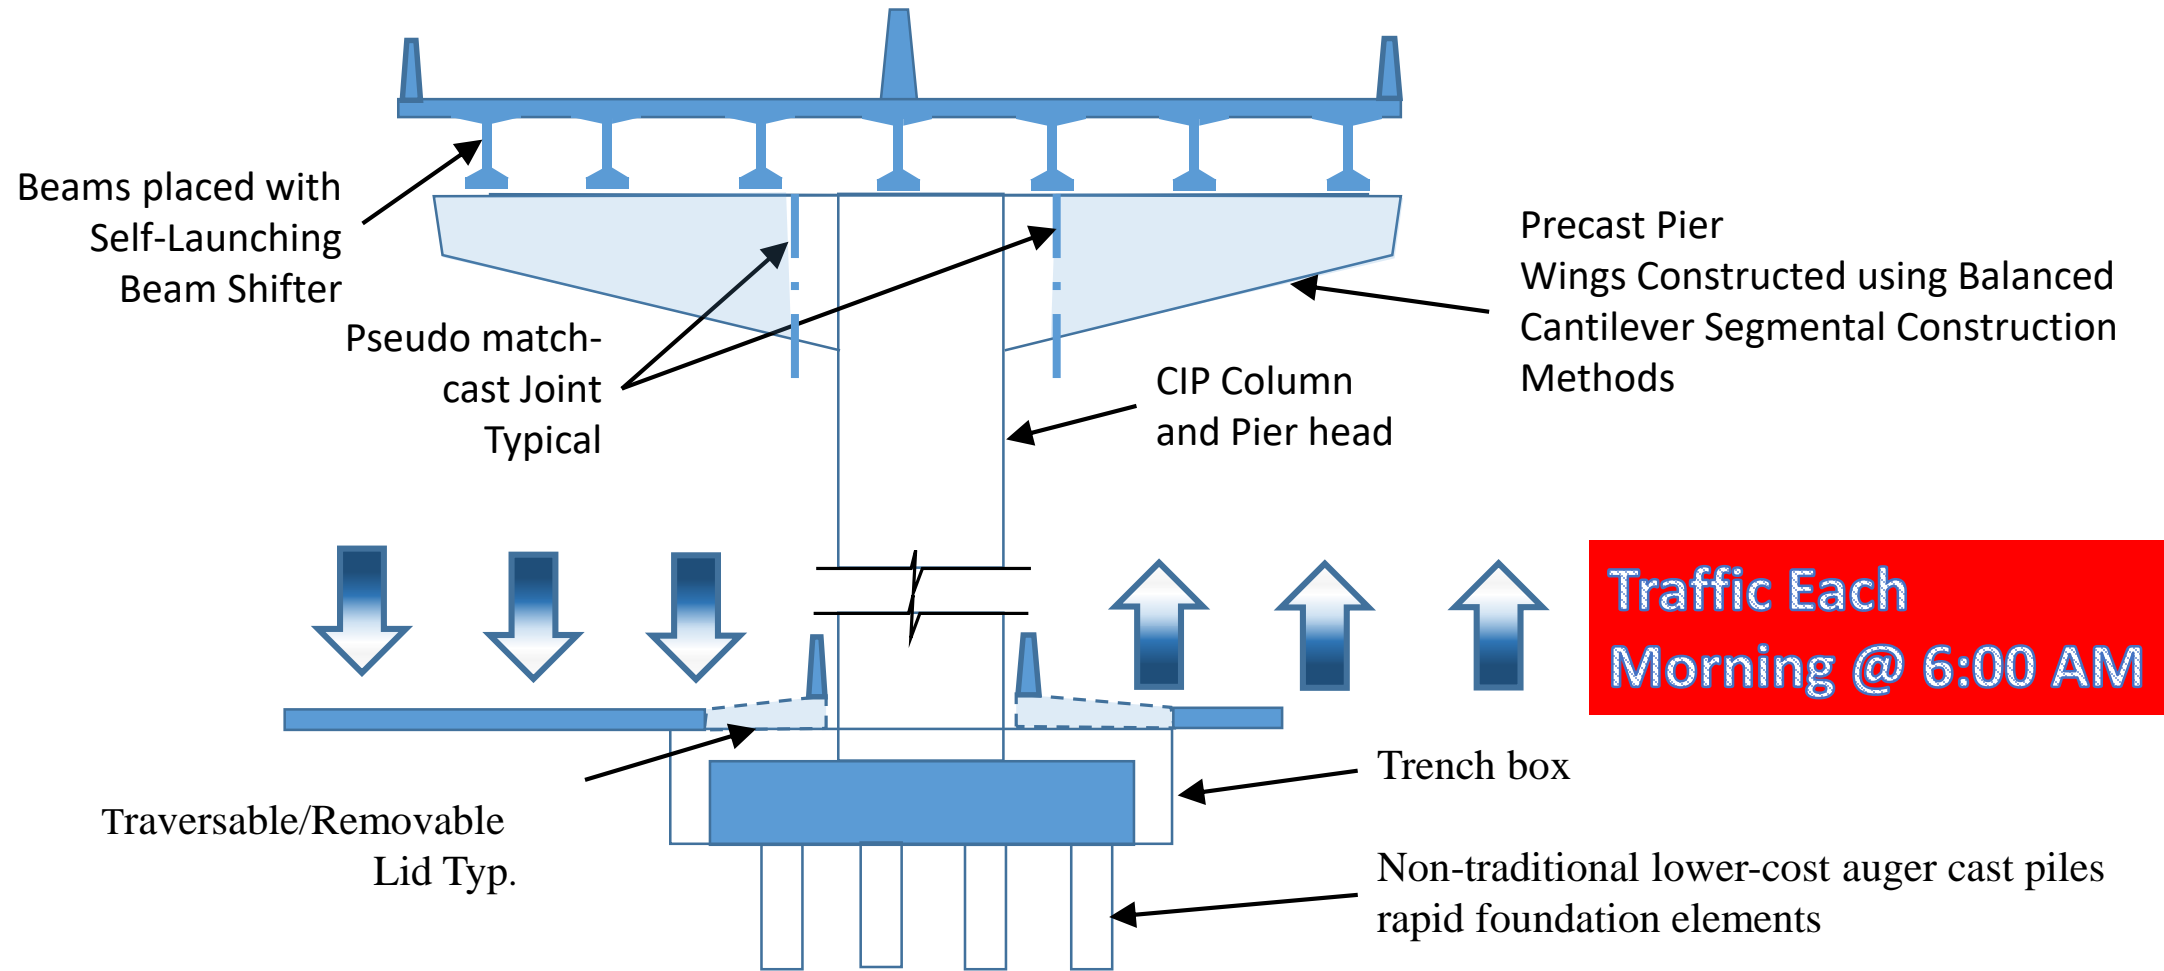 Beams placed with
Self-Launching
Beam Shifter
Pseudo match-
cast Joint
Typical
Precast Pier
Wings Constructed using Balanced
Cantilever Segmental Construction
Methods
CIP Column
and Pier head
Traffic Each
Morning @ 6:00 AM
Traversable/Removable
Lid Typ.
Trench box
Non-traditional lower-cost auger cast piles
rapid foundation elements